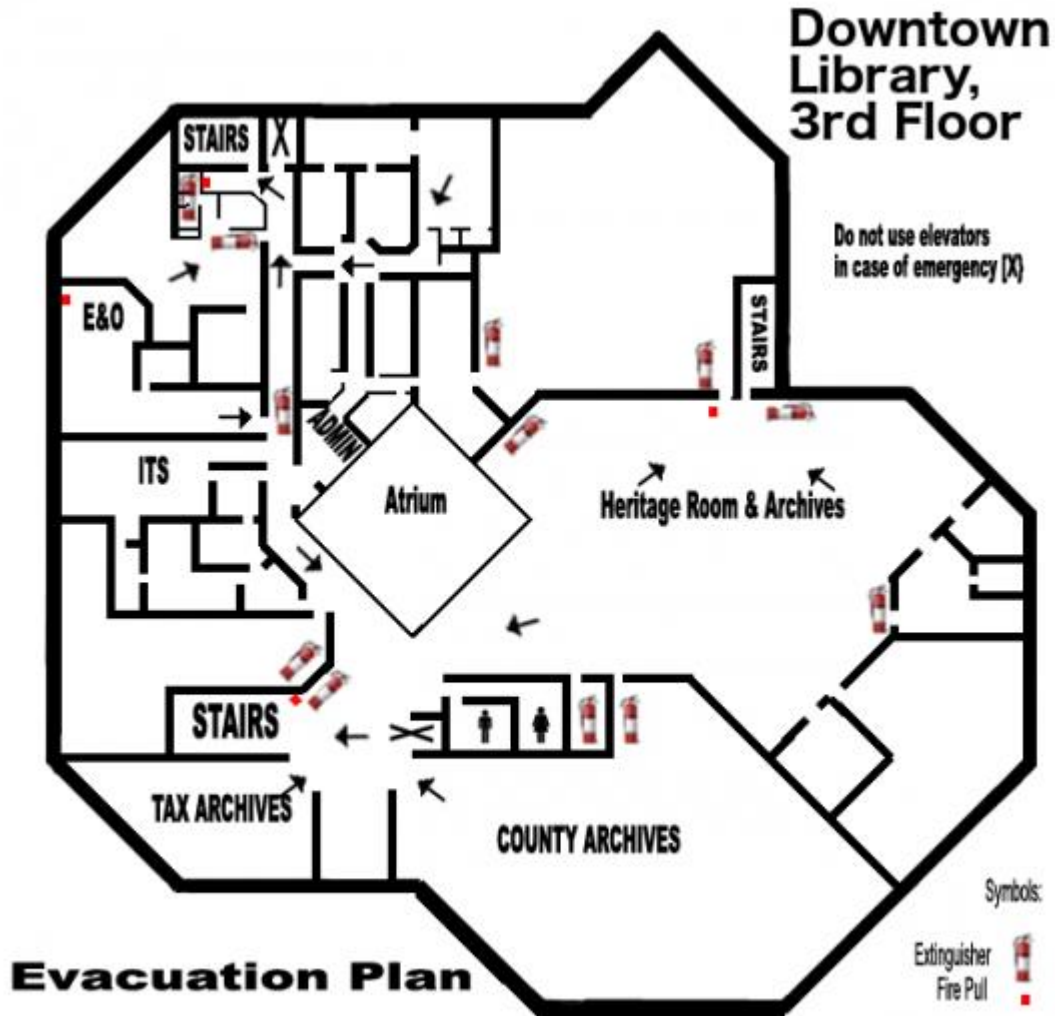 Downtown
Library,
3rd Floor
STAIRS
X
Do not use elevators
in case of emergency [X}
E&O
STAIRS
ADMIN
ITS
Atrium
Heritage Room & Archives
STAIRS
TAX ARCHIVES
COUNTY ARCHIVES
Symbols:
Extinguisher
Fire Pull
Evacuation Plan